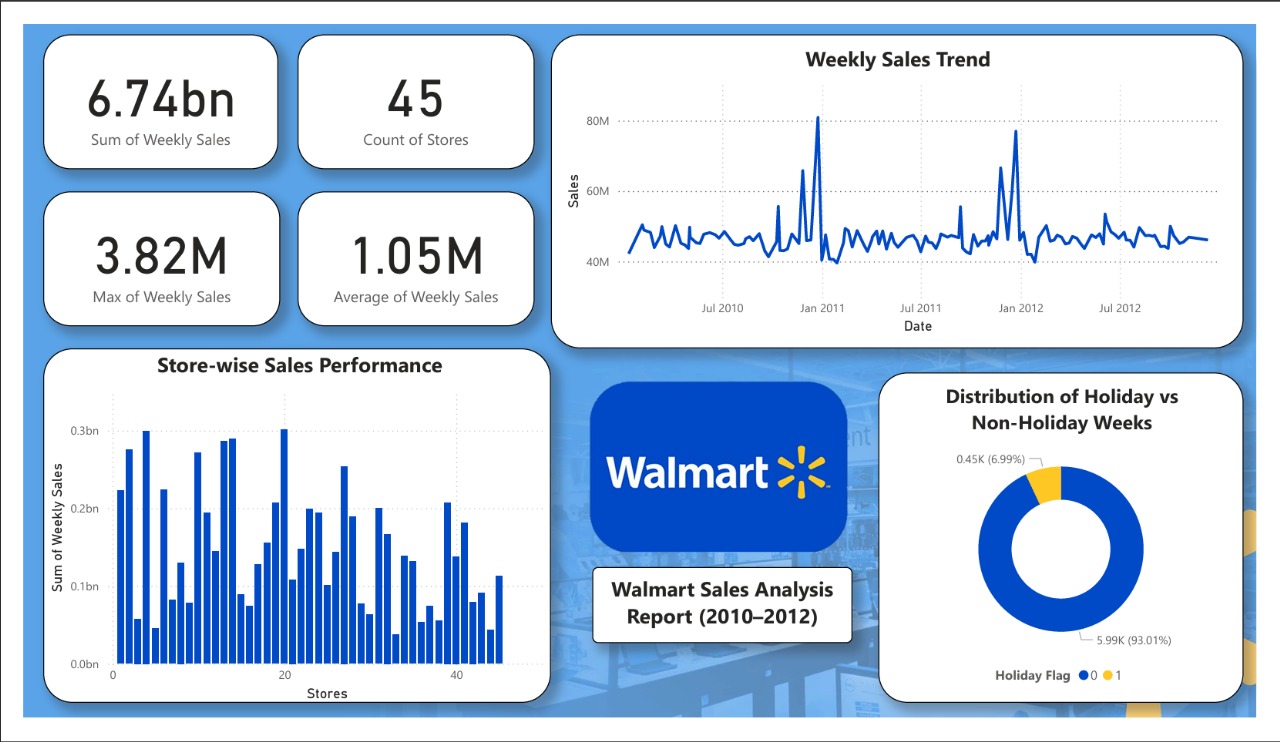 6.74bn
Sum of Weekly Sales
45
Count of Stores
3.82M
Max of Weekly Sales
1.05M
Average of Weekly Sales
Weekly Sales Trend
Sales
80M
60M
40M
Jul 2010
Jan 2011
Jul 2011
Jan 2012
Jul 2012
Date
Store-wise Sales Performance
Sum of Weekly Sales
0.3bn
0.2bn
0.1bn
0.0bn
0
20
40
Stores
Walmart
Walmart Sales Analysis
Report (2010–2012)
Distribution of Holiday vs
Non-Holiday Weeks
0.45K (6.99%)
5.99K (93.01%)
Holiday Flag 0 1